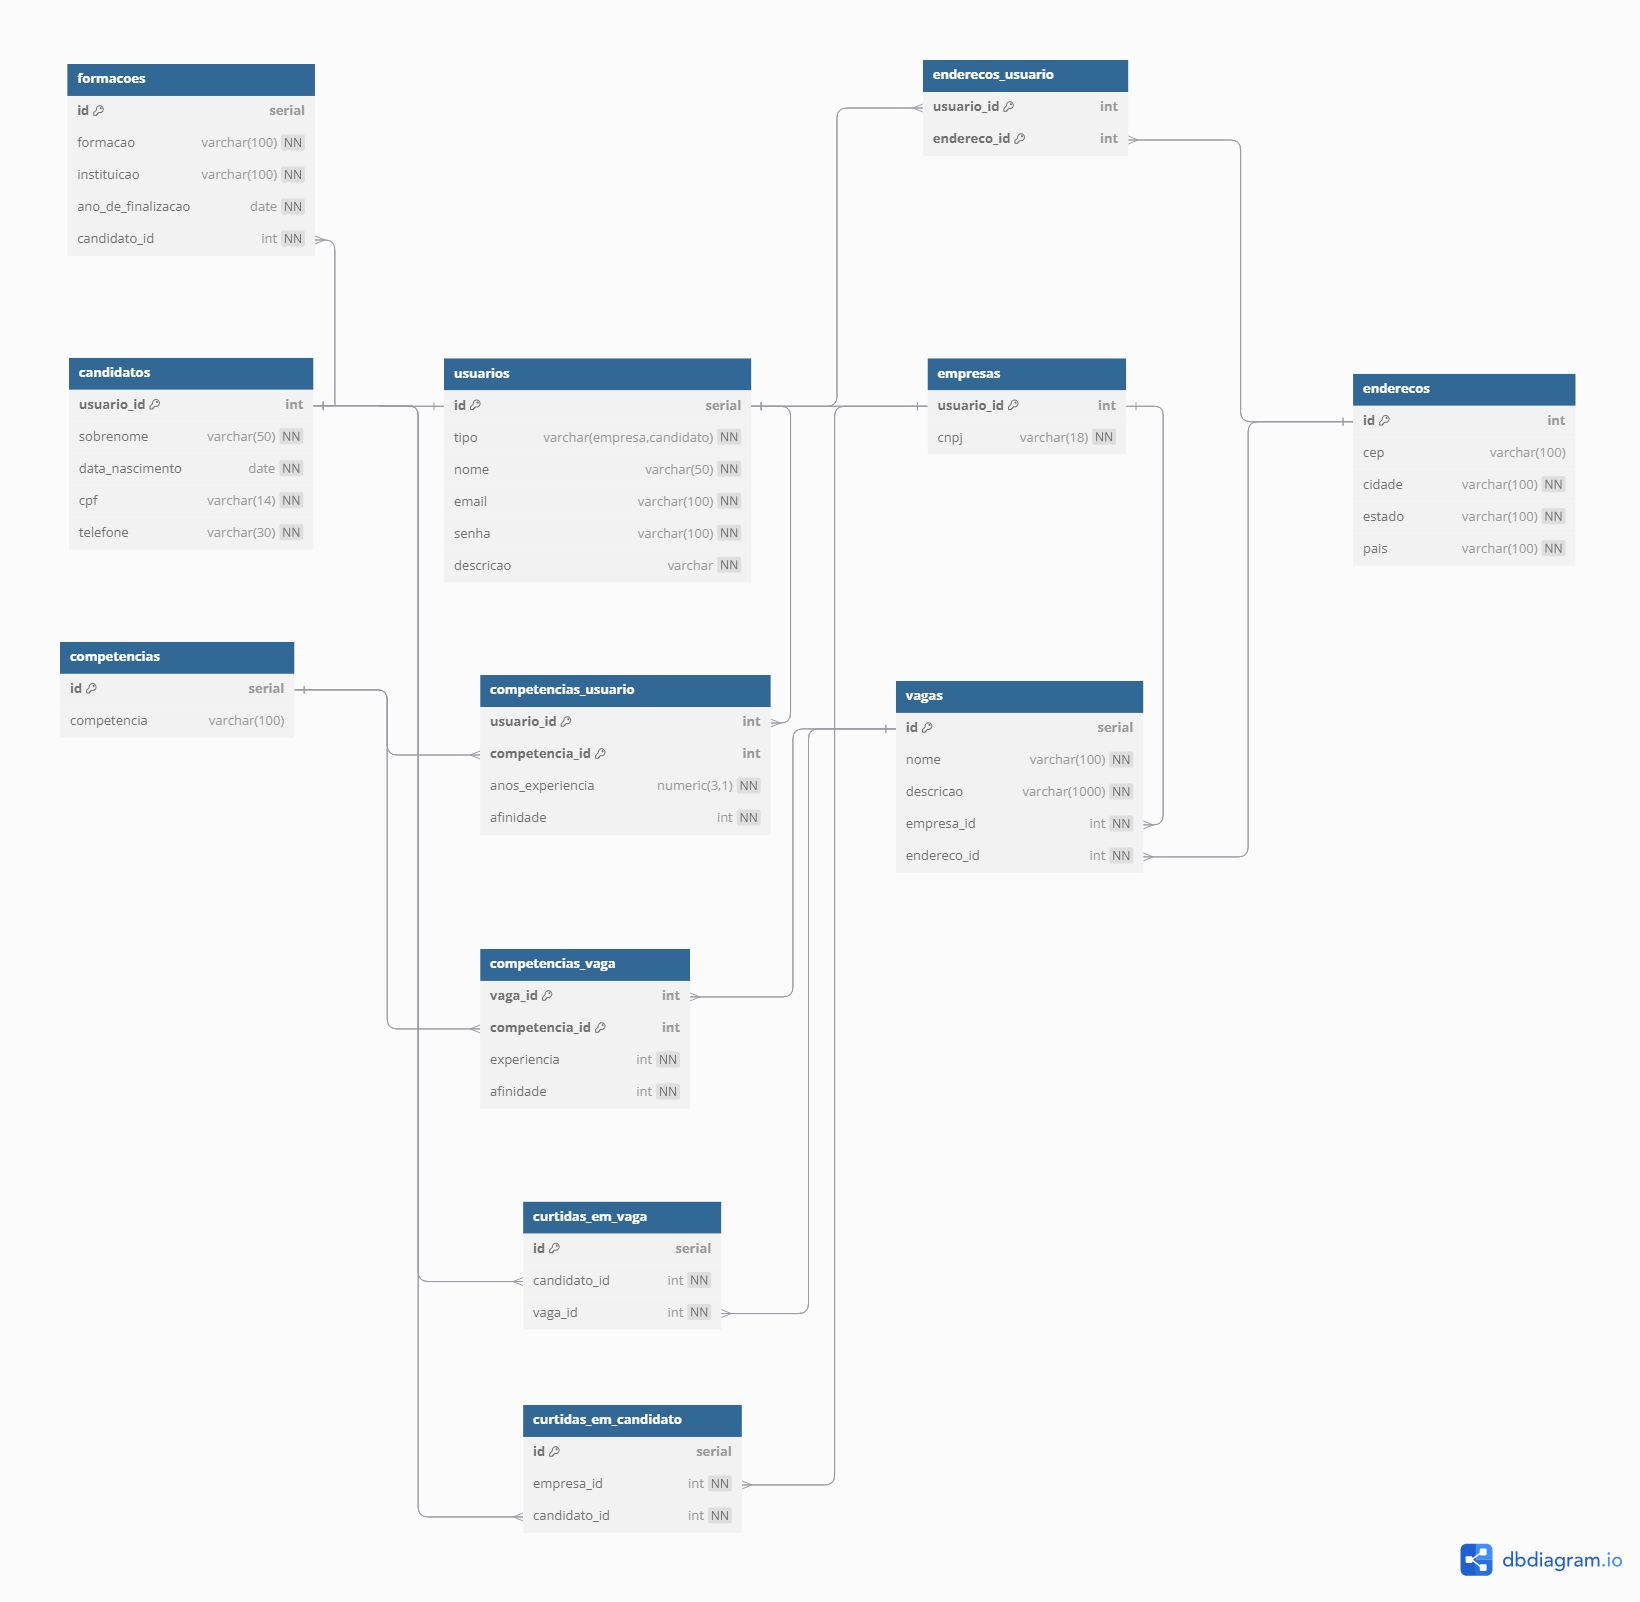 formacoes
id serial
formacao varchar(100) NN
instituicao varchar(100) NN
ano_de_finalizacao date NN
candidato_id int NN
enderecos_usuario
usuario_id int
endereco_id int
candidatos
usuario_id int
sobrenome varchar(50) NN
data_nascimento date NN
cpf varchar(14) NN
telefone varchar(30) NN
usuarios
id serial
tipo varchar(empresa,candidato) NN
nome varchar(50) NN
email varchar(100) NN
senha varchar(100) NN
descricao varchar NN
empresas
usuario_id int
cnpj varchar(18) NN
enderecos
id int
cep varchar(100)
cidade varchar(100) NN
estado varchar(100) NN
pais varchar(100) NN
competencias
id serial
competencia varchar(100)
competencias_usuario
usuario_id int
competencia_id int
anos_experiencia numeric(3,1) NN
afinidade int NN
vagas
id serial
nome varchar(100) NN
descricao varchar(1000) NN
empresa_id int NN
endereco_id int NN
competencias_vaga
vaga_id int
competencia_id int
experiencia int NN
afinidade int NN
curtidas_em_vaga
id serial
candidato_id int NN
vaga_id int NN
curtidas_em_candidato
id serial
empresa_id int NN
candidato_id int NN
dbdiagram.io